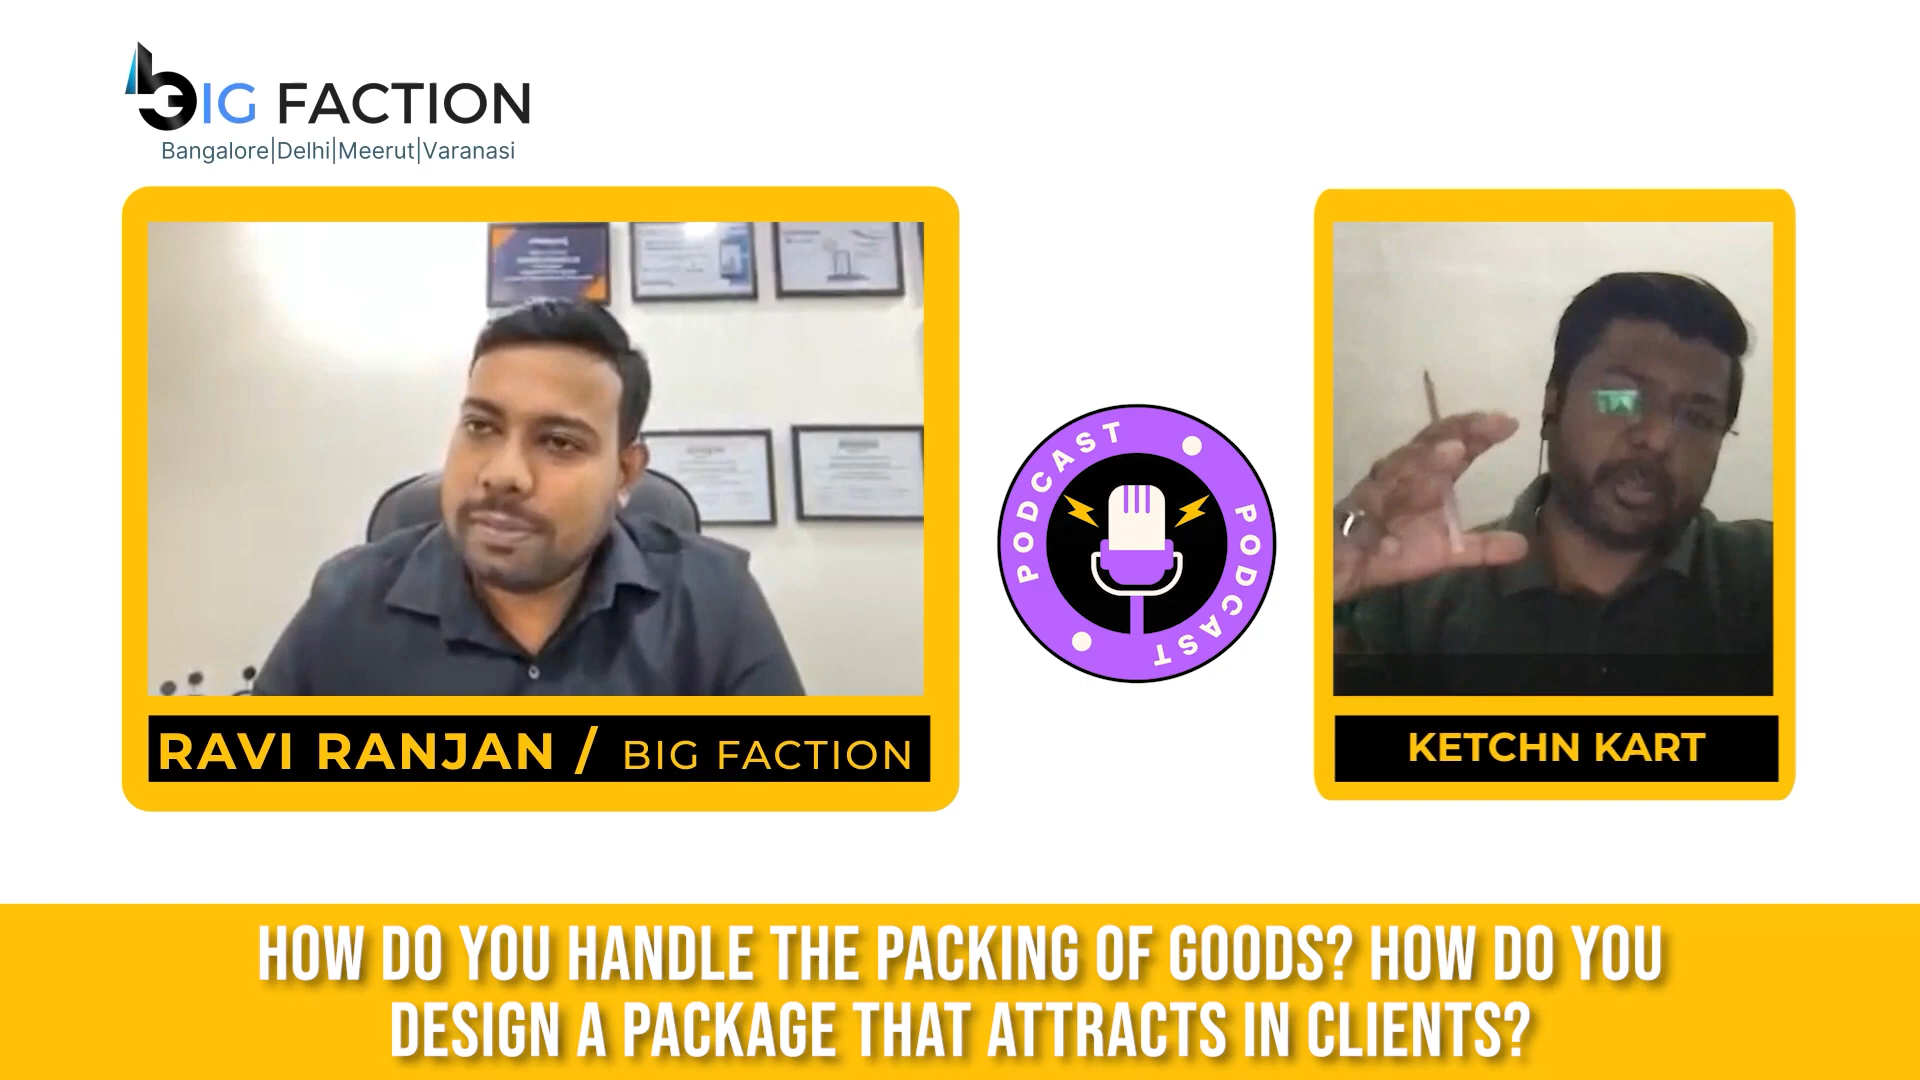 BIG FACTION
Bangalore|Delhi|Meerut|Varanasi
PODCAST
PODCAST
RAVI RANJAN / BIG FACTION
KETCHN KART
HOW DO YOU HANDLE THE PACKING OF GOODS? HOW DO YOU
DESIGN A PACKAGE THAT ATTRACTS IN CLIENTS?